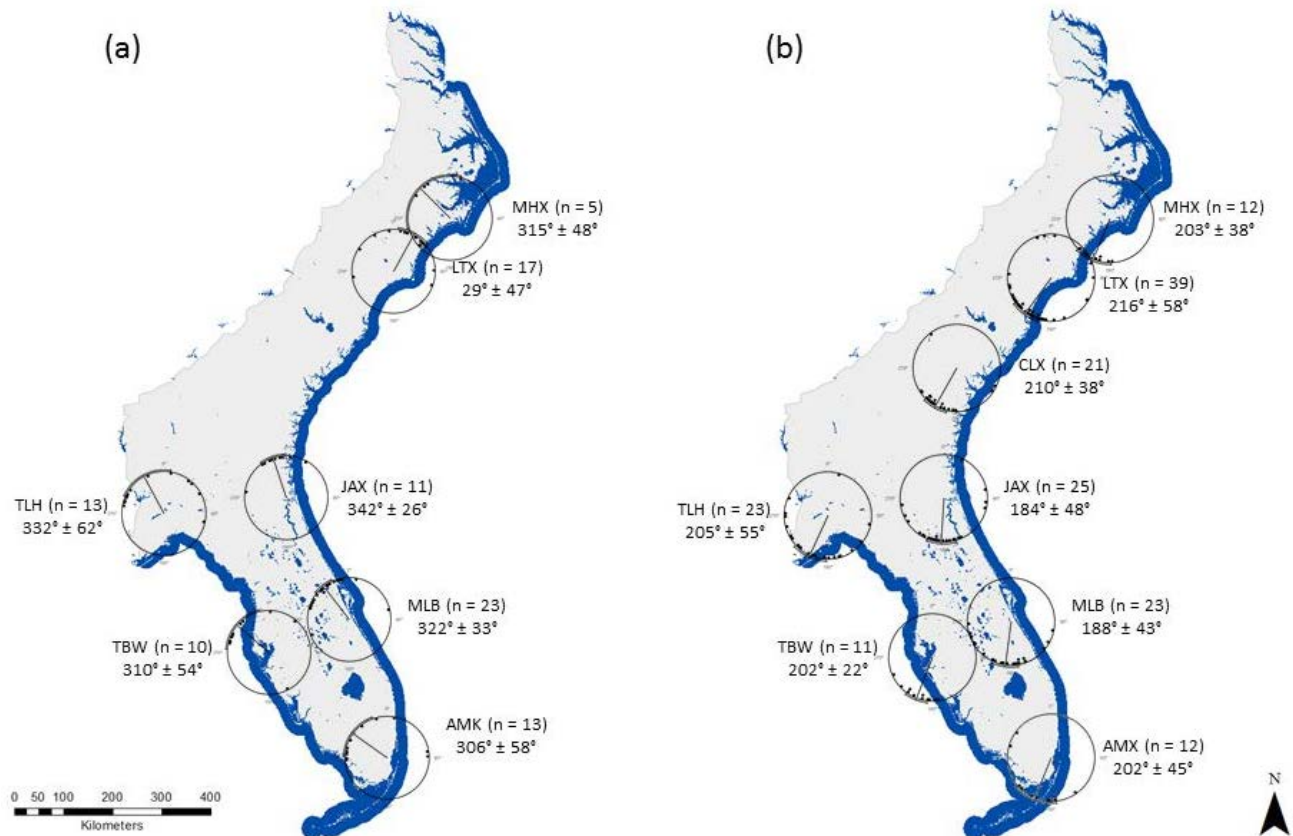 (a)
MHX (n = 5)
315° ± 48°
LTX (n = 17)
29° ± 47°
JAX (n = 11)
342° ± 26°
TLH (n = 13)
332° ± 62°
MLB (n = 23)
322° ± 33°
TBW (n = 10)
310° ± 54°
AMK (n = 13)
306° ± 58°
0 50 100 200 300 400
Kilometers
(b)
MHX (n = 12)
203° ± 38°
LTX (n = 39)
216° ± 58°
CLX (n = 21)
210° ± 38°
JAX (n = 25)
184° ± 48°
TLH (n = 23)
205° ± 55°
MLB (n = 23)
188° ± 43°
TBW (n = 11)
202° ± 22°
AMX (n = 12)
202° ± 45°
N